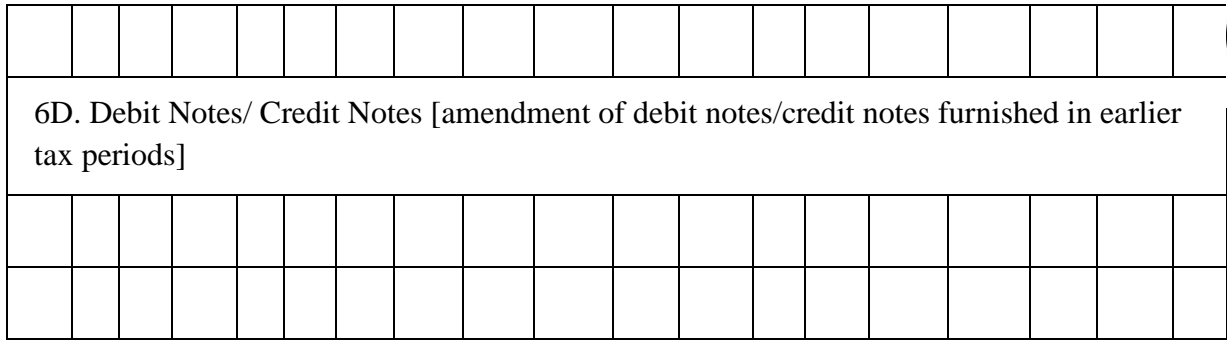 6D. Debit Notes/ Credit Notes [amendment of debit notes/credit notes furnished in earlier
tax periods]